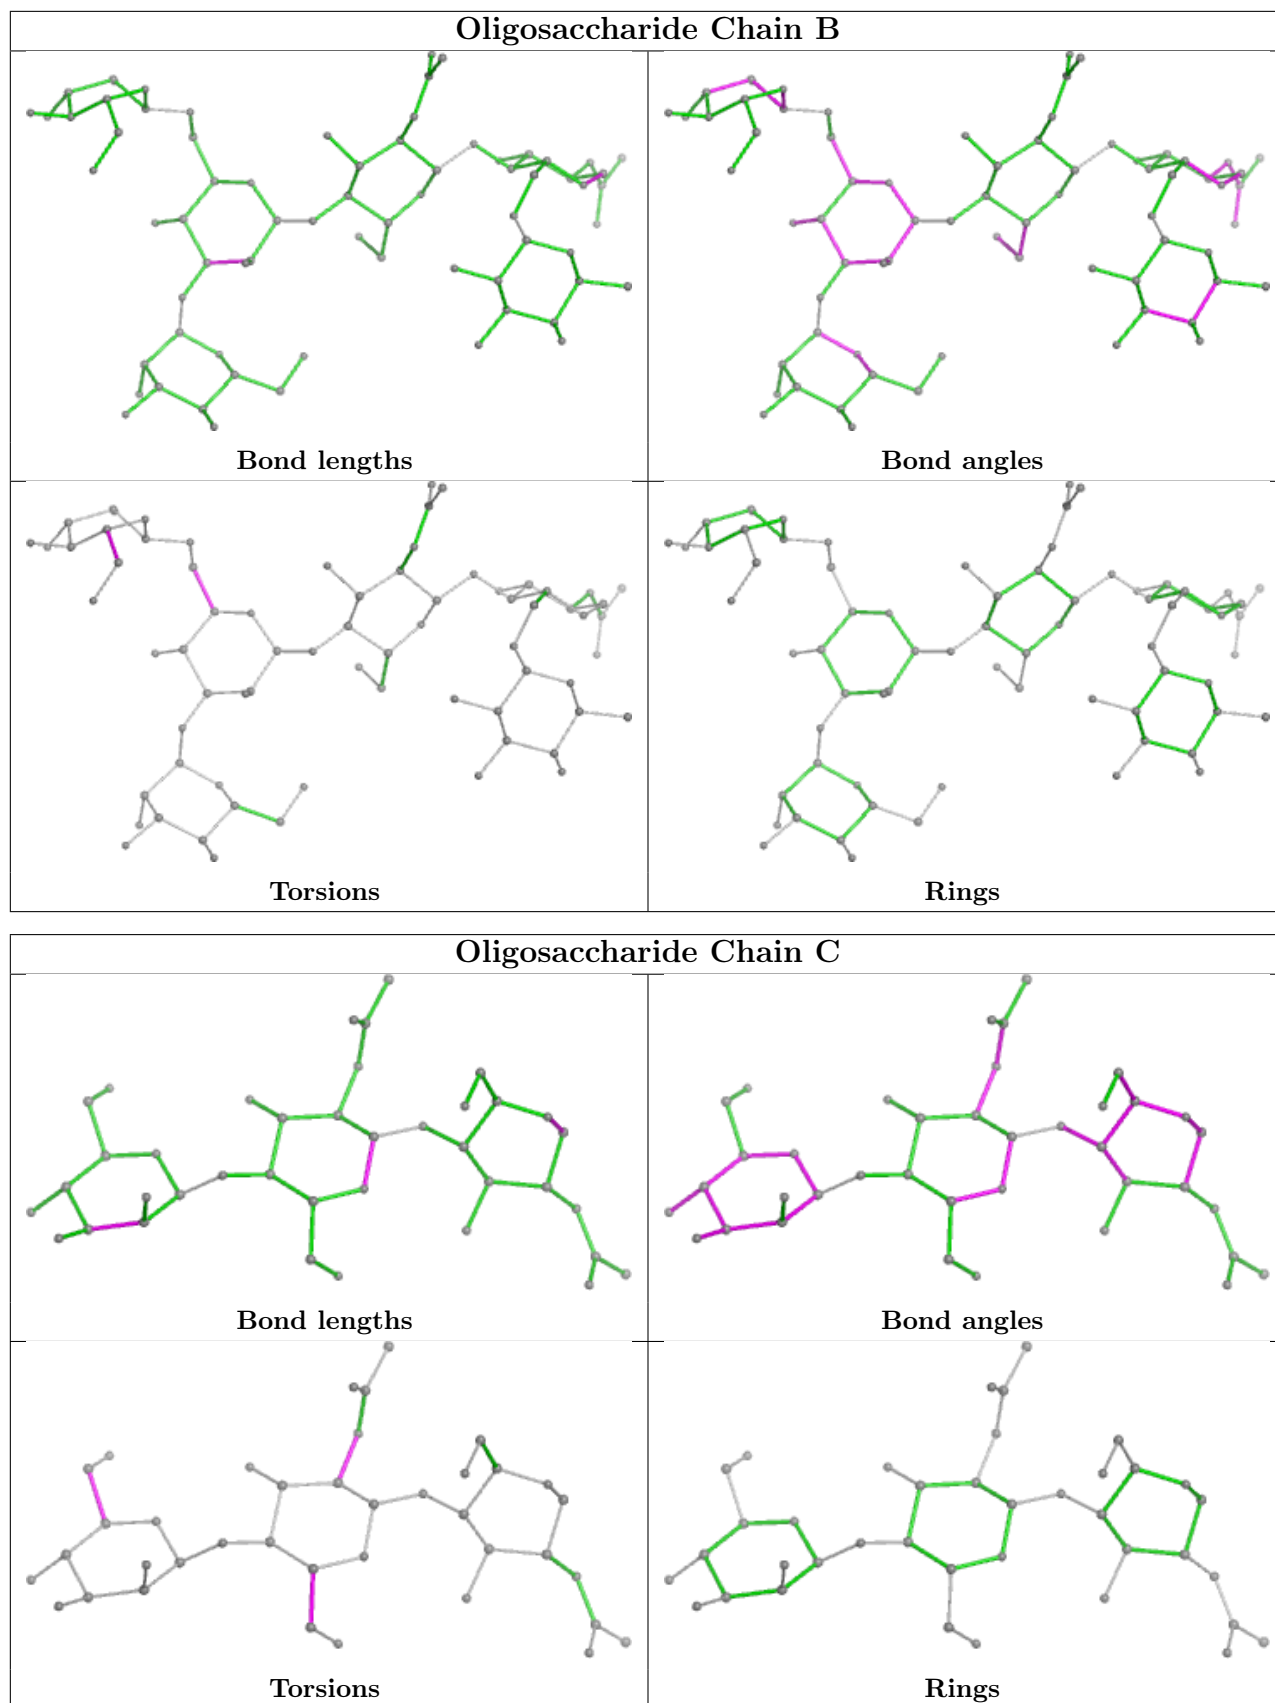 Oligosaccharide Chain B
Bond lengths
Bond angles
Torsions
Rings
Oligosaccharide Chain C
Bond lengths
Bond angles
Torsions
Rings